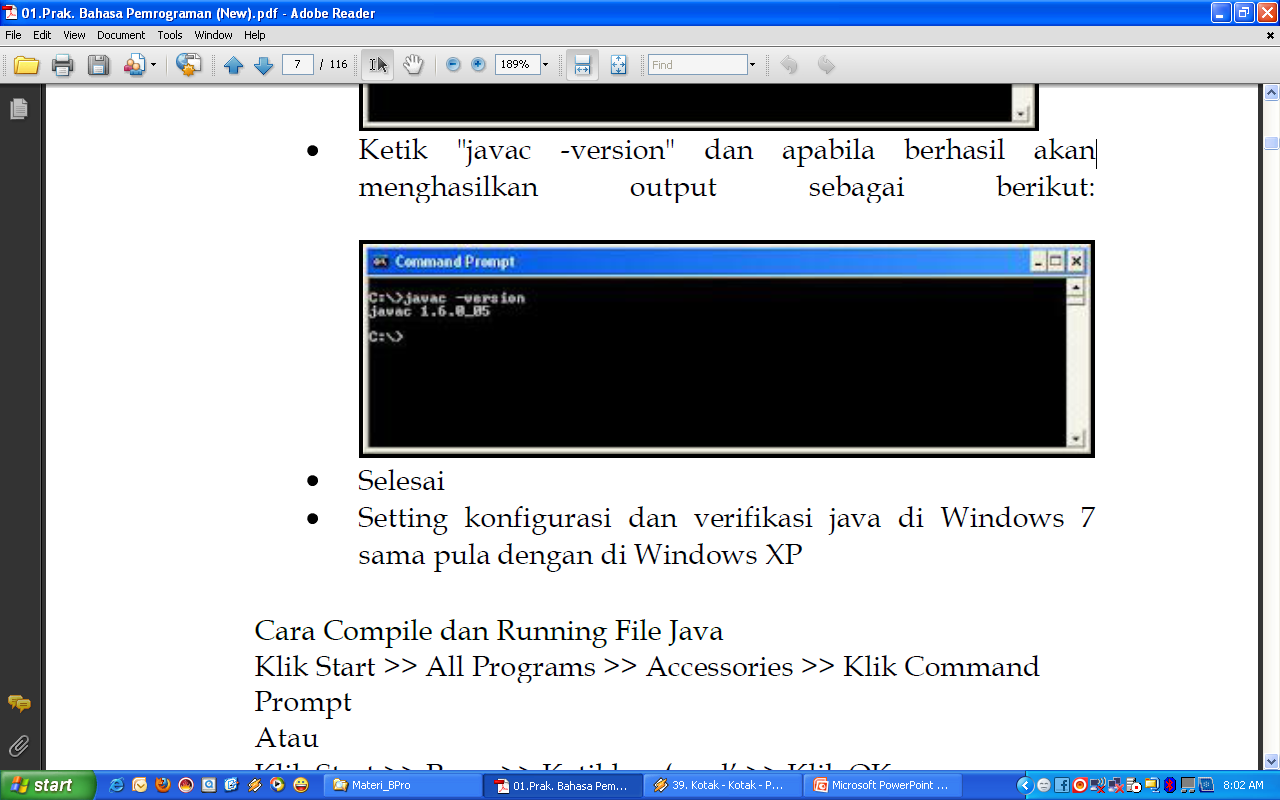 01.Prak. Bahasa Pemrograman (New).pdf - Adobe Reader
File Edit View Document Tools Window Help
7 / 116 189% Find
Ketik "javac -version" dan apabila berhasil akan
menghasilkan output sebagai berikut:
Command Prompt
C:\>javac -version
javac 1.6.0_05
C:\>
Selesai
Setting konfigurasi dan verifikasi java di Windows 7
sama pula dengan di Windows XP
Cara Compile dan Running File Java
Klik Start >> All Programs >> Accessories >> Klik Command
Prompt
Atau
start Materi_BPro 01.Prak. Bahasa Pem... 39. Kotak - Kotak - P... Microsoft PowerPoint ... 8:02 AM